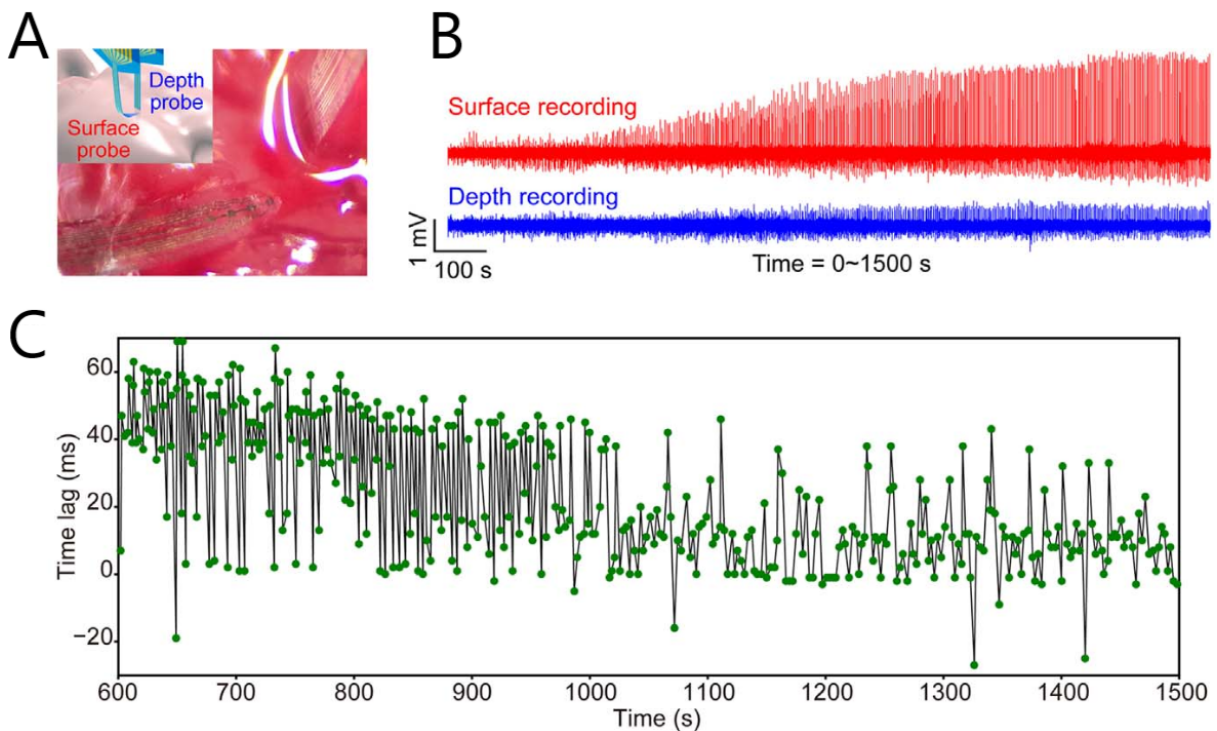 A
Depth
probe
Surface
probe
B
Surface recording
Depth recording
1 mV
100 s
Time = 0~1500 s
C
Time lag (ms)
60
40
20
0
−20
600 700 800 900 1000 1100 1200 1300 1400 1500
Time (s)